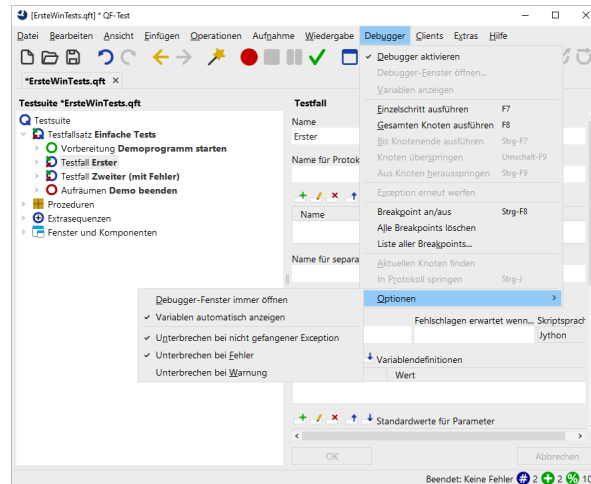 [ErsteWinTests.qft] * QF-Test
Datei Bearbeiten Ansicht Einfügen Operationen Aufnahme Wiedergabe Debugger Clients Extras Hilfe
*ErsteWinTests.qft ×
Testsuite *ErsteWinTests.qft
Testsuite
Testfallsatz Einfache Tests
Vorbereitung Demoprogramm starten
Testfall Erster
Testfall Zweiter (mit Fehler)
Aufräumen Demo beenden
Prozeduren
Extrasequenzen
Fenster und Komponenten
Testfall
Name
Erster
Name für Protok
Name
Name für separa
Debugger aktivieren
Debugger-Fenster öffnen...
Variablen anzeigen
Einzelschritt ausführen F7
Gesamten Knoten ausführen F8
Bis Knotenende ausführen Strg-F7
Knoten überspringen Umschalt-F9
Aus Knoten herausspringen Strg-F9
Exception erneut werfen
Breakpoint an/aus Strg-F8
Alle Breakpoints löschen
Liste aller Breakpoints...
Aktuellen Knoten finden
In Protokoll springen Strg-J
Optionen
Debugger-Fenster immer öffnen
Variablen automatisch anzeigen
Unterbrechen bei nicht gefangener Exception
Unterbrechen bei Fehler
Unterbrechen bei Warnung
Fehlschlagen erwartet wenn... Skriptsprach
Jython
Variablendefinitionen
Wert
Standardwerte für Parameter
OK Abbrechen
Beendet: Keine Fehler # 2 + 2 % 10